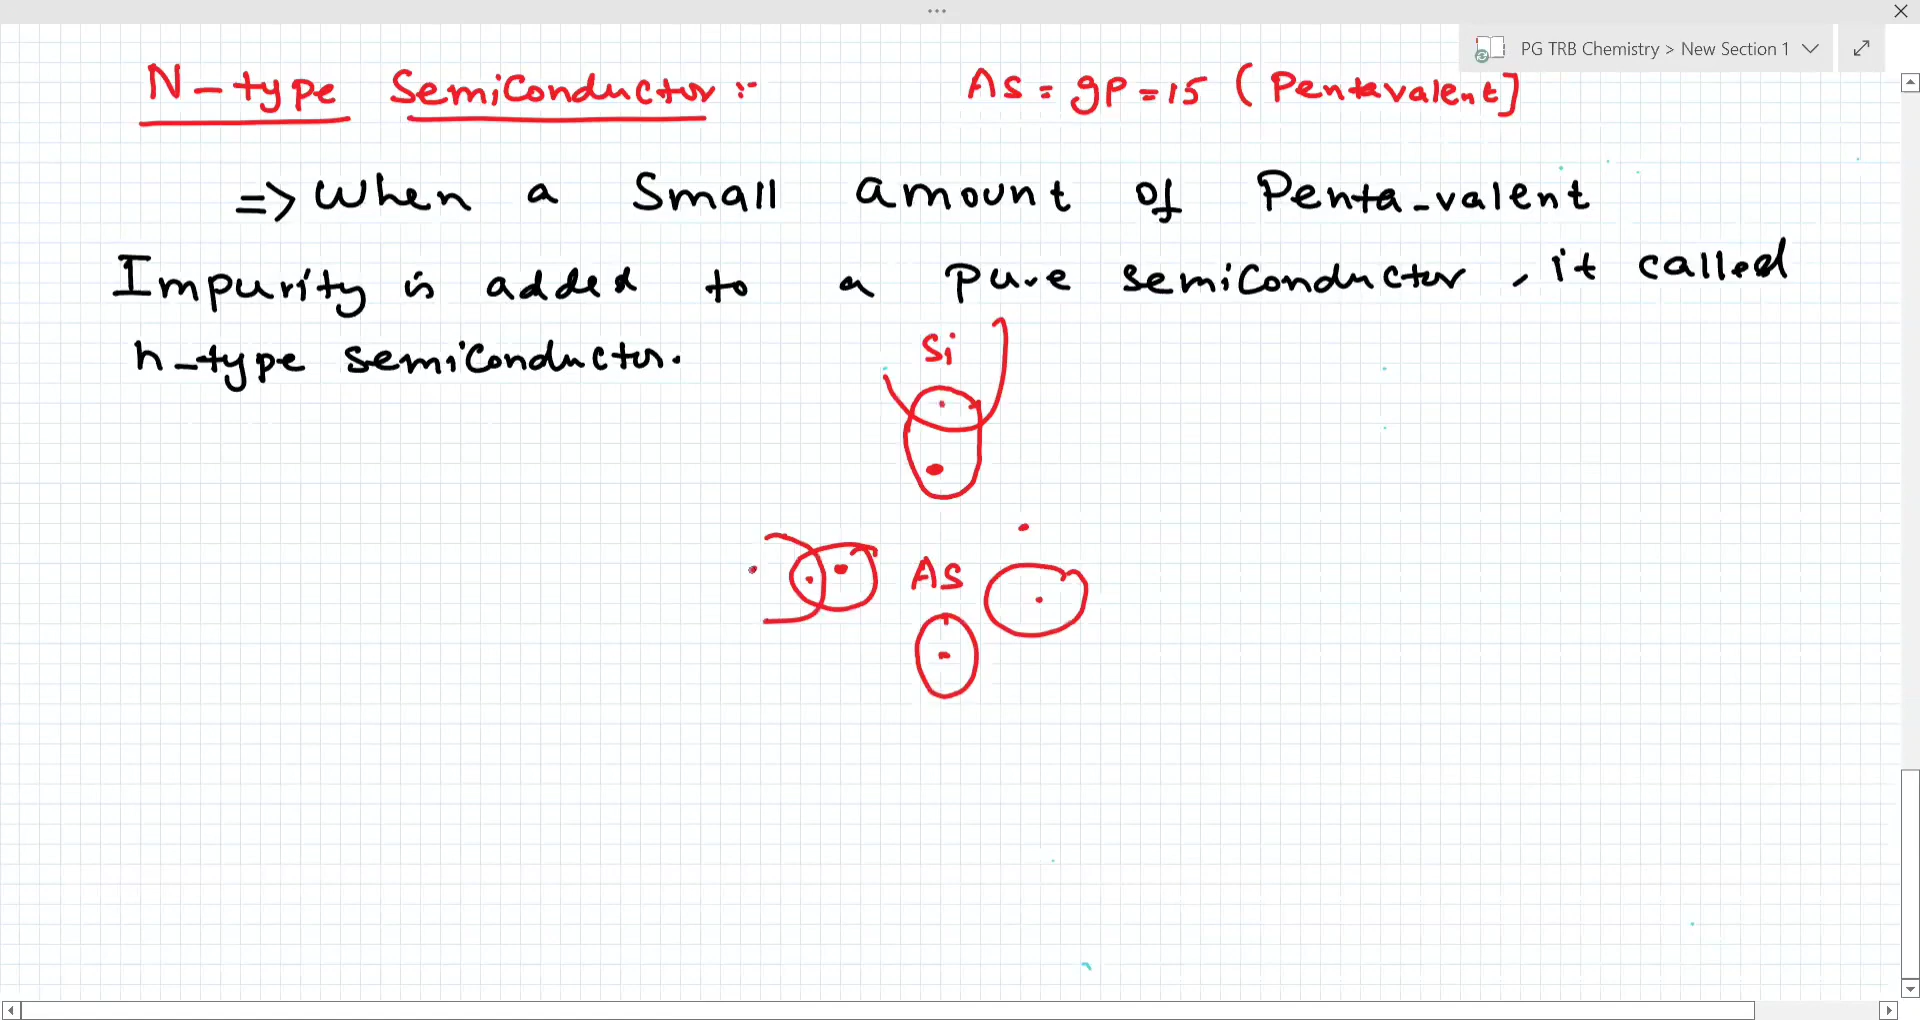 PG TRB Chemistry > New Section 1
N-type Semiconductor :-
As = gp = 15 (Pentavalent]
=> When a small amount of Penta-valent
Impurity is added to a pure semiconductor, it called
n-type semiconductor.
Si
As